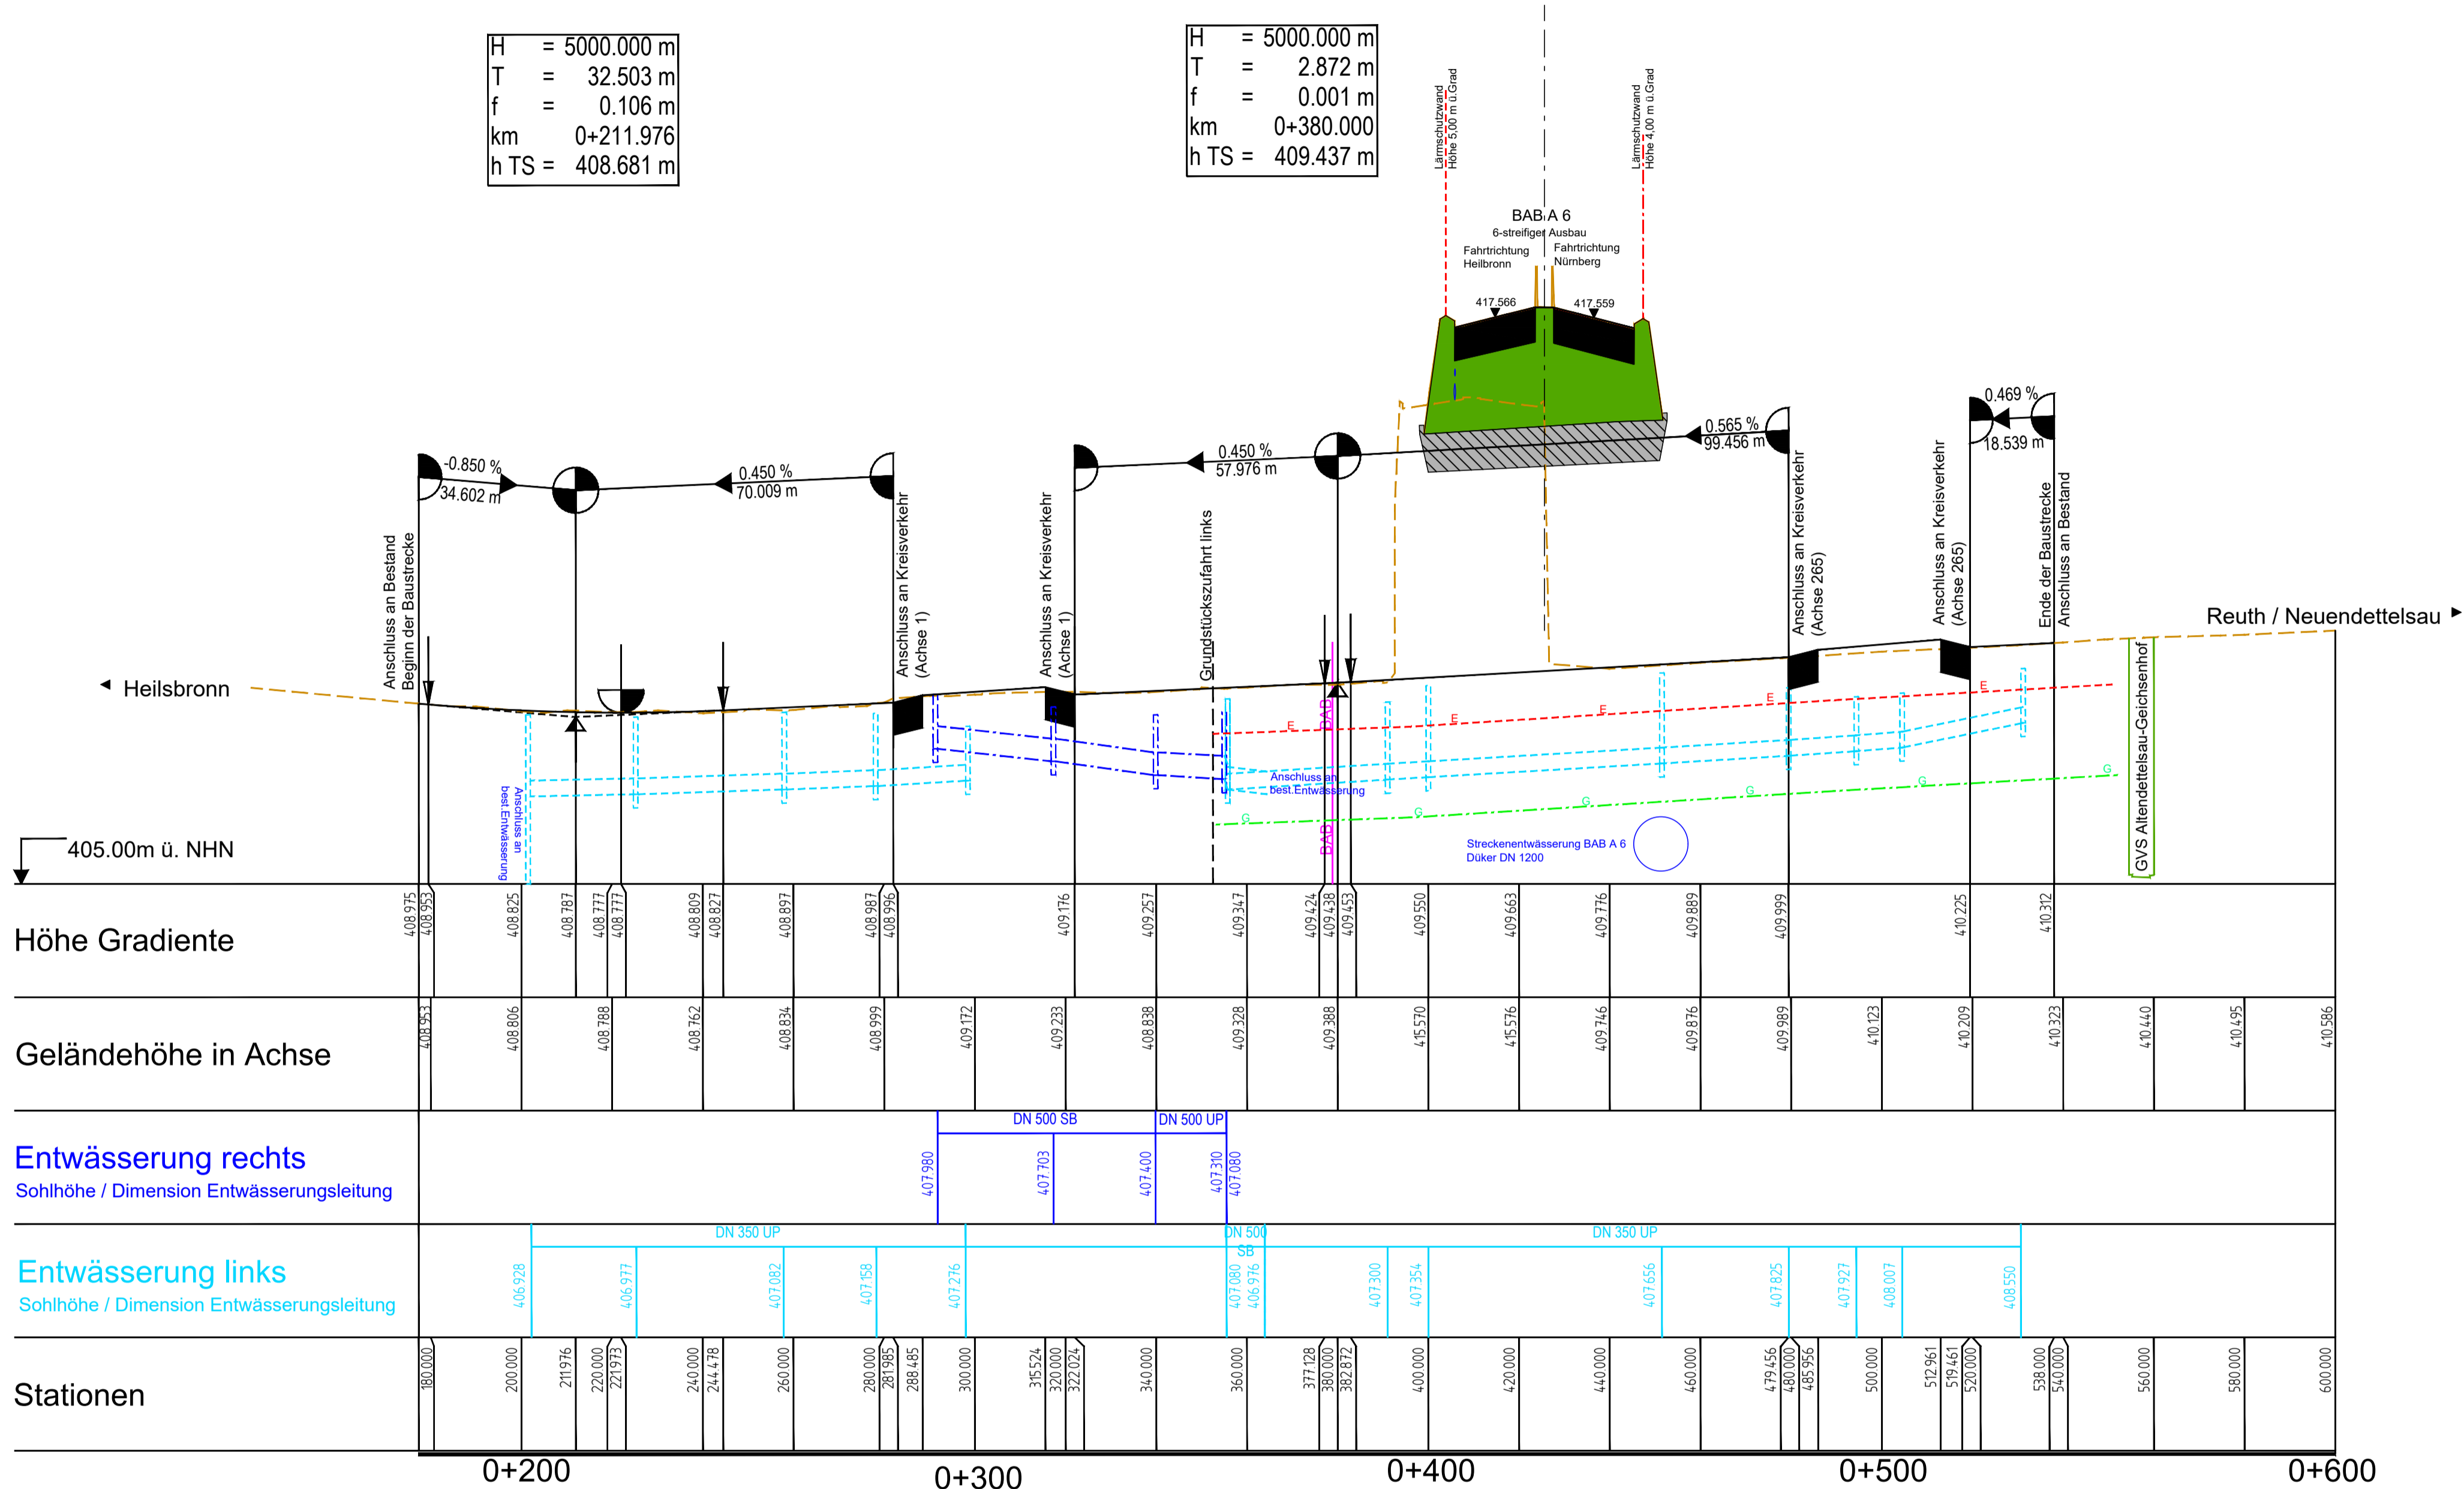 H = 5000.000 m
T = 32.503 m
f = 0.106 m
km 0+211.976
h TS = 408.681 m
H = 5000.000 m
T = 2.872 m
f = 0.001 m
km 0+380.000
h TS = 409.437 m
Lärmschutzwand
Höhe 5,00 m ü.Grad
Lärmschutzwand
Höhe 4,00 m ü.Grad
BAB A 6
6-streifiger Ausbau
Fahrtrichtung
Heilbronn
Fahrtrichtung
Nürnberg
417.566
417.559
-0.850 %
34.602 m
0.450 %
70.009 m
0.450 %
57.976 m
0.565 %
99.456 m
0.469 %
18.539 m
Anschluss an Bestand
Beginn der Baustrecke
Anschluss an Kreisverkehr
(Achse 1)
Anschluss an Kreisverkehr
(Achse 1)
Grundstückszufahrt links
Anschluss an Kreisverkehr
(Achse 265)
Anschluss an Kreisverkehr
(Achse 265)
Ende der Baustrecke
Anschluss an Bestand
Heilsbronn
Reuth / Neuendettelsau
BAB
BAB
E
E
E
E
E
G
G
G
G
G
G
Anschluss an
best.Entwässerung
Anschluss an
best.Entwässerung
Streckenentwässerung BAB A 6
Düker DN 1200
GVS Altendettelsau-Geichsenhof
405.00m ü. NHN
Höhe Gradiente
408.975
408.953
408.825
408.787
408.777
408.777
408.809
408.827
408.897
408.987
408.996
409.176
409.257
409.347
409.424
409.438
409.453
409.550
409.663
409.776
409.889
409.999
410.225
410.312
Geländehöhe in Achse
408.953
408.806
408.788
408.762
408.834
408.999
409.172
409.233
408.838
409.328
409.388
415.570
415.576
409.746
409.876
409.989
410.123
410.209
410.323
410.440
410.495
410.586
Entwässerung rechts
Sohlhöhe / Dimension Entwässerungsleitung
DN 500 SB
DN 500 UP
407.980
407.703
407.400
407.310
407.080
Entwässerung links
Sohlhöhe / Dimension Entwässerungsleitung
DN 350 UP
DN 500
SB
DN 350 UP
406.928
406.977
407.082
407.158
407.276
407.080
406.976
407.300
407.354
407.656
407.825
407.927
408.007
408.550
Stationen
180.000
200.000
211.976
220.000
221.973
240.000
244.478
260.000
280.000
281.985
288.485
300.000
315.524
320.000
322.024
340.000
360.000
377.128
380.000
382.872
400.000
420.000
440.000
460.000
479.456
480.000
485.956
500.000
512.961
519.461
520.000
538.000
540.000
560.000
580.000
600.000
0+200
0+300
0+400
0+500
0+600